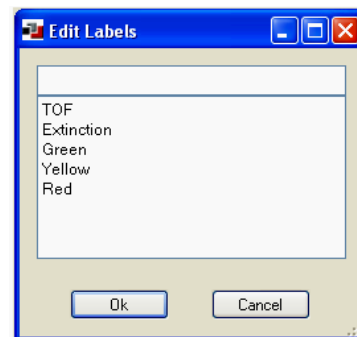 Edit Labels
TOF
Extinction
Green
Yellow
Red
Ok Cancel